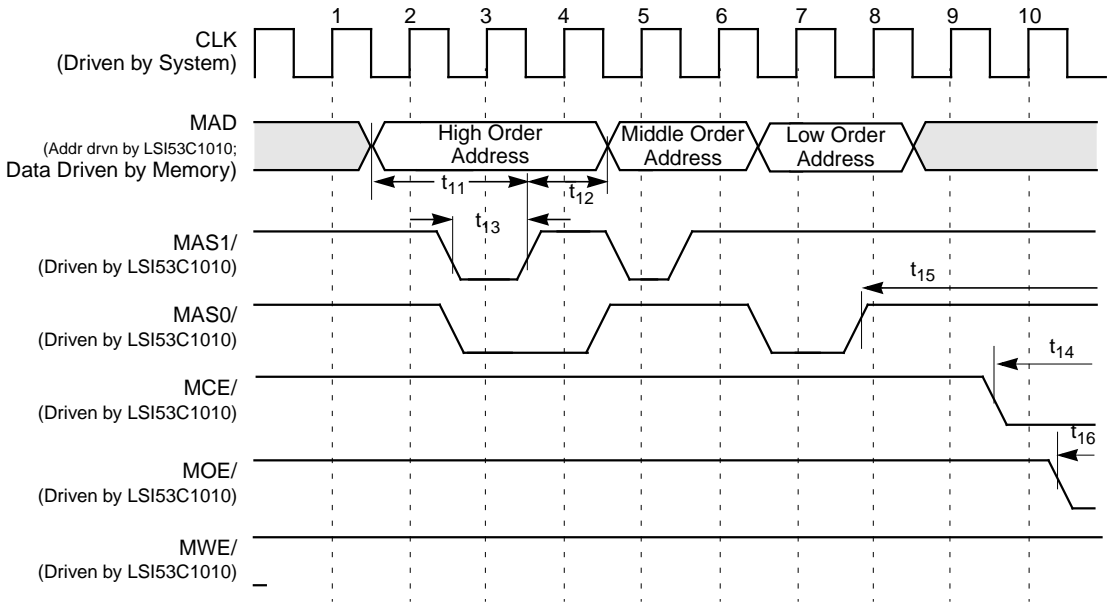 1 2 3 4 5 6 7 8 9 10
CLK
(Driven by System)
MAD
(Addr drvn by LSI53C1010;
Data Driven by Memory)
High Order
Address
Middle Order
Address
Low Order
Address
t11
t12
t13
MAS1/
(Driven by LSI53C1010)
t15
MAS0/
(Driven by LSI53C1010)
t14
MCE/
(Driven by LSI53C1010)
t16
MOE/
(Driven by LSI53C1010)
MWE/
(Driven by LSI53C1010)